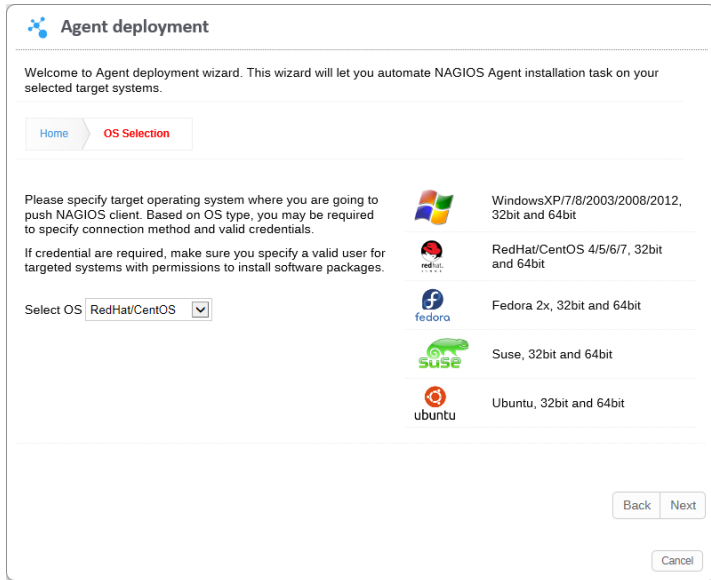 Agent deployment
Welcome to Agent deployment wizard. This wizard will let you automate NAGIOS Agent installation task on your
selected target systems.
Home
OS Selection
Please specify target operating system where you are going to
push NAGIOS client. Based on OS type, you may be required
to specify connection method and valid credentials.
If credential are required, make sure you specify a valid user for
targeted systems with permissions to install software packages.
Select OS RedHat/CentOS
WindowsXP/7/8/2003/2008/2012,
32bit and 64bit
redhat.
LINUX
RedHat/CentOS 4/5/6/7, 32bit
and 64bit
fedora
Fedora 2x, 32bit and 64bit
SUSE
Suse, 32bit and 64bit
ubuntu
Ubuntu, 32bit and 64bit
Back Next
Cancel